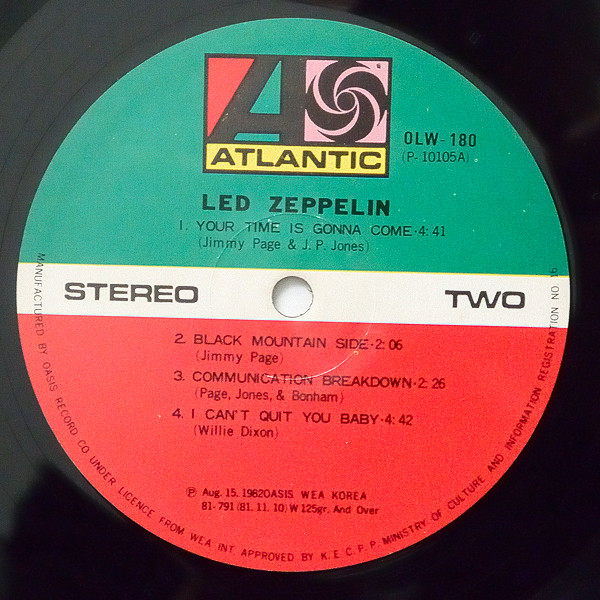 ATLANTIC
OLW-180
(P-10105A)
LED ZEPPELIN
1. YOUR TIME IS GONNA COME·4:41
(Jimmy Page & J.P. Jones)
STEREO
TWO
2. BLACK MOUNTAIN SIDE·2:06
(Jimmy Page)
3. COMMUNICATION BREAKDOWN·2:26
(Page, Jones, & Bonham)
4. I CAN'T QUIT YOU BABY·4:42
(Willie Dixon)
Ⓟ Aug. 15. 1982OASIS WEA KOREA
81-791 (81. 11. 10) W 125gr. And Over
MANUFACTURED BY OASIS RECORD CO UNDER LICENCE FROM WEA INT APPROVED BY K.E.C.P.P MINISTRY OF CULTURE AND INFORMATION REGISTRATION NO. 16